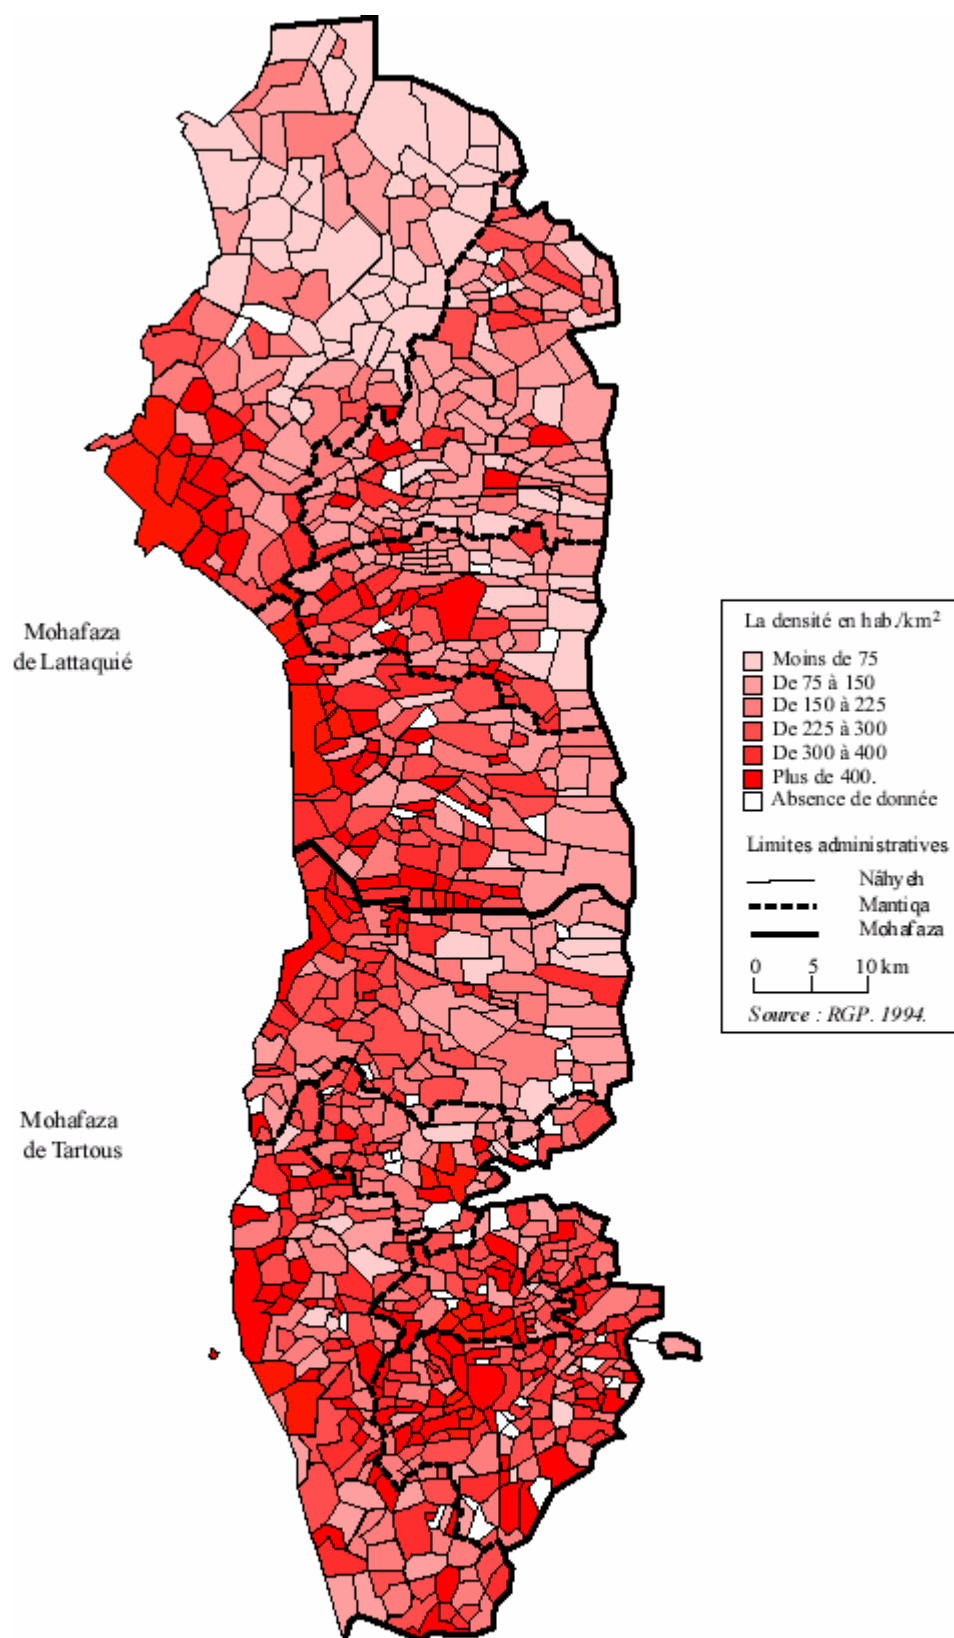 Mohafaza
de Lattaquié
Mohafaza
de Tartous
La densité en hab./km²
Moins de 75
De 75 à 150
De 150 à 225
De 225 à 300
De 300 à 400
Plus de 400.
Absence de donnée
Limites administratives
Nâhyeh
Mantiqa
Mohafaza
0 5 10 km
Source : RGP. 1994.